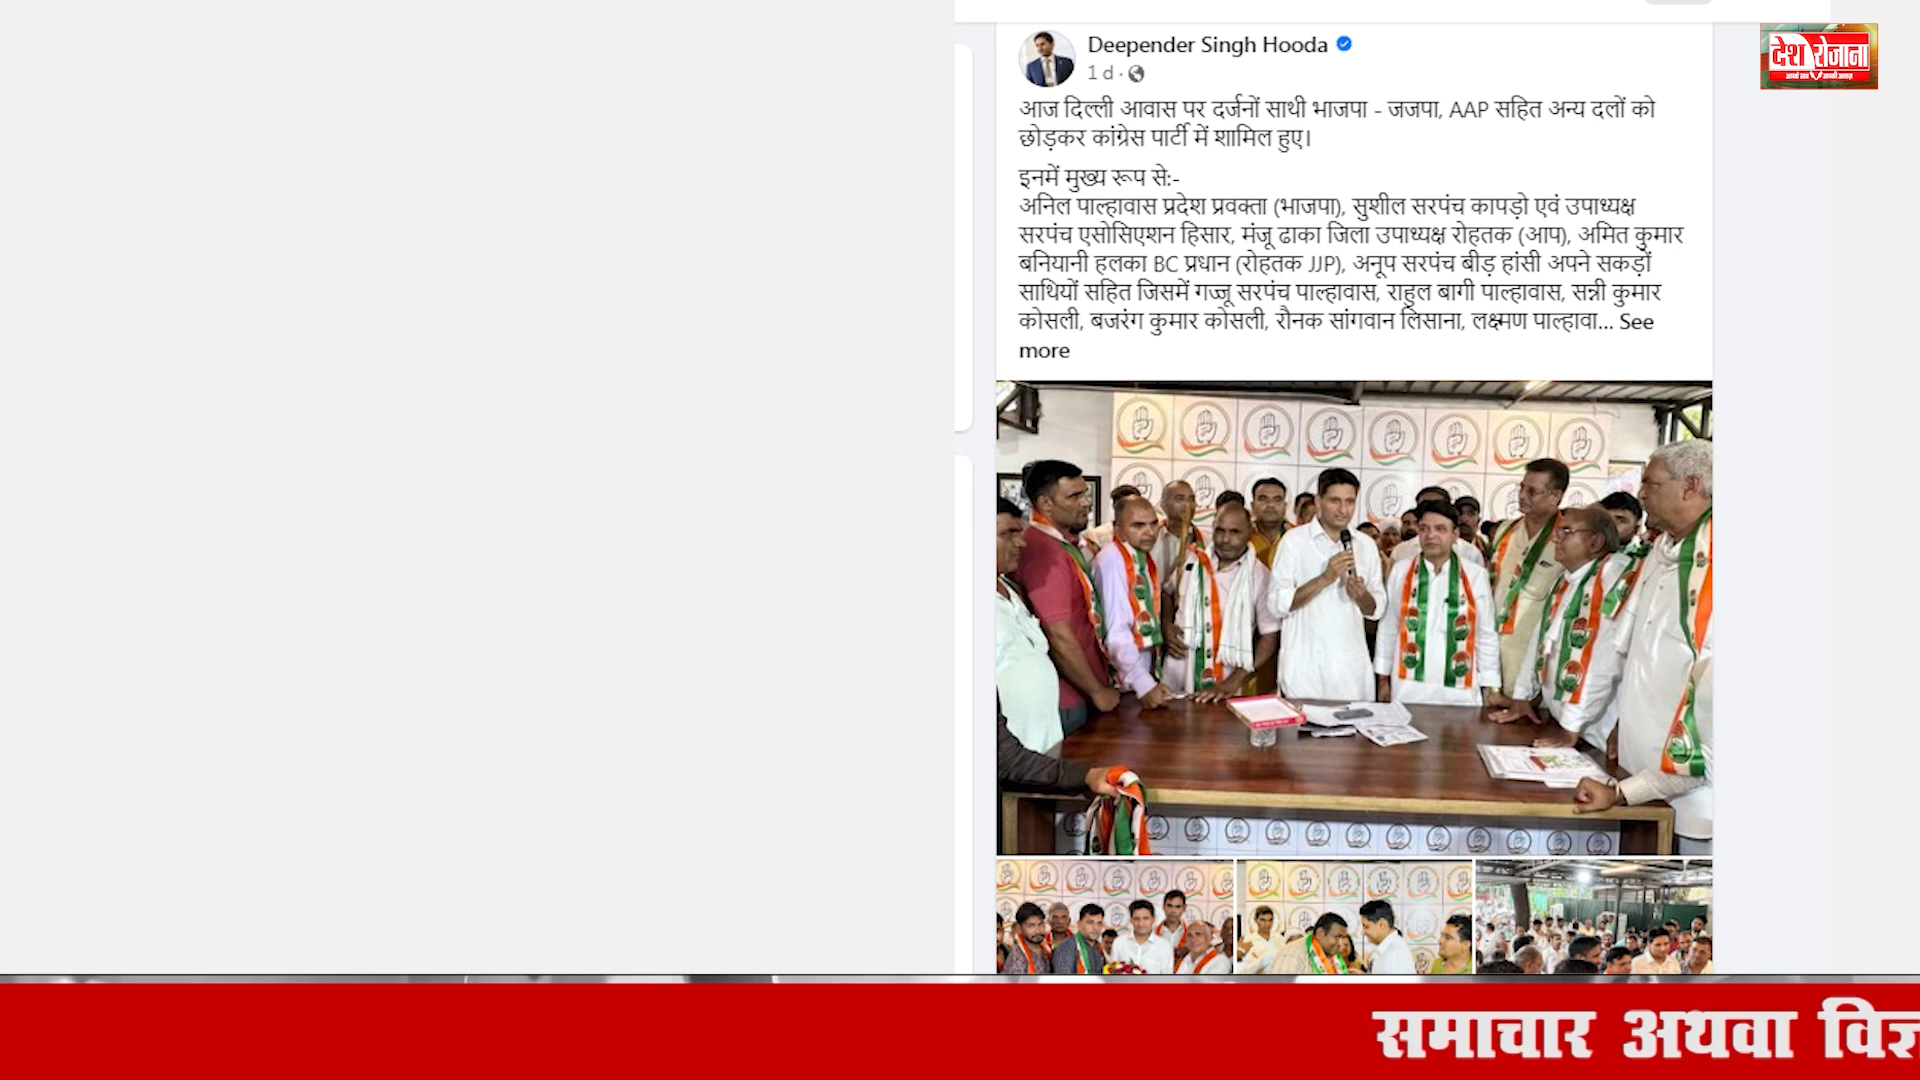 Deepender Singh Hooda
1 d ·
देश रोजाना
आज दिल्ली आवास पर दर्जनों साथी भाजपा - जजपा, AAP सहित अन्य दलों को
छोड़कर कांग्रेस पार्टी में शामिल हुए।
इनमें मुख्य रूप से:-
अनिल पाल्हावास प्रदेश प्रवक्ता (भाजपा), सुशील सरपंच कापड़ो एवं उपाध्यक्ष
सरपंच एसोसिएशन हिसार, मंजू ढाका जिला उपाध्यक्ष रोहतक (आप), अमित कुमार
बनियानी हलका BC प्रधान (रोहतक JJP), अनूप सरपंच बीड़ हांसी अपने सकड़ों
साथियों सहित जिसमें गज्जू सरपंच पाल्हावास, राहुल बागी पाल्हावास, सन्नी कुमार
कोसली, बजरंग कुमार कोसली, रौनक सांगवान लिसाना, लक्ष्मण पाल्हावा... See
more
समाचार अथवा